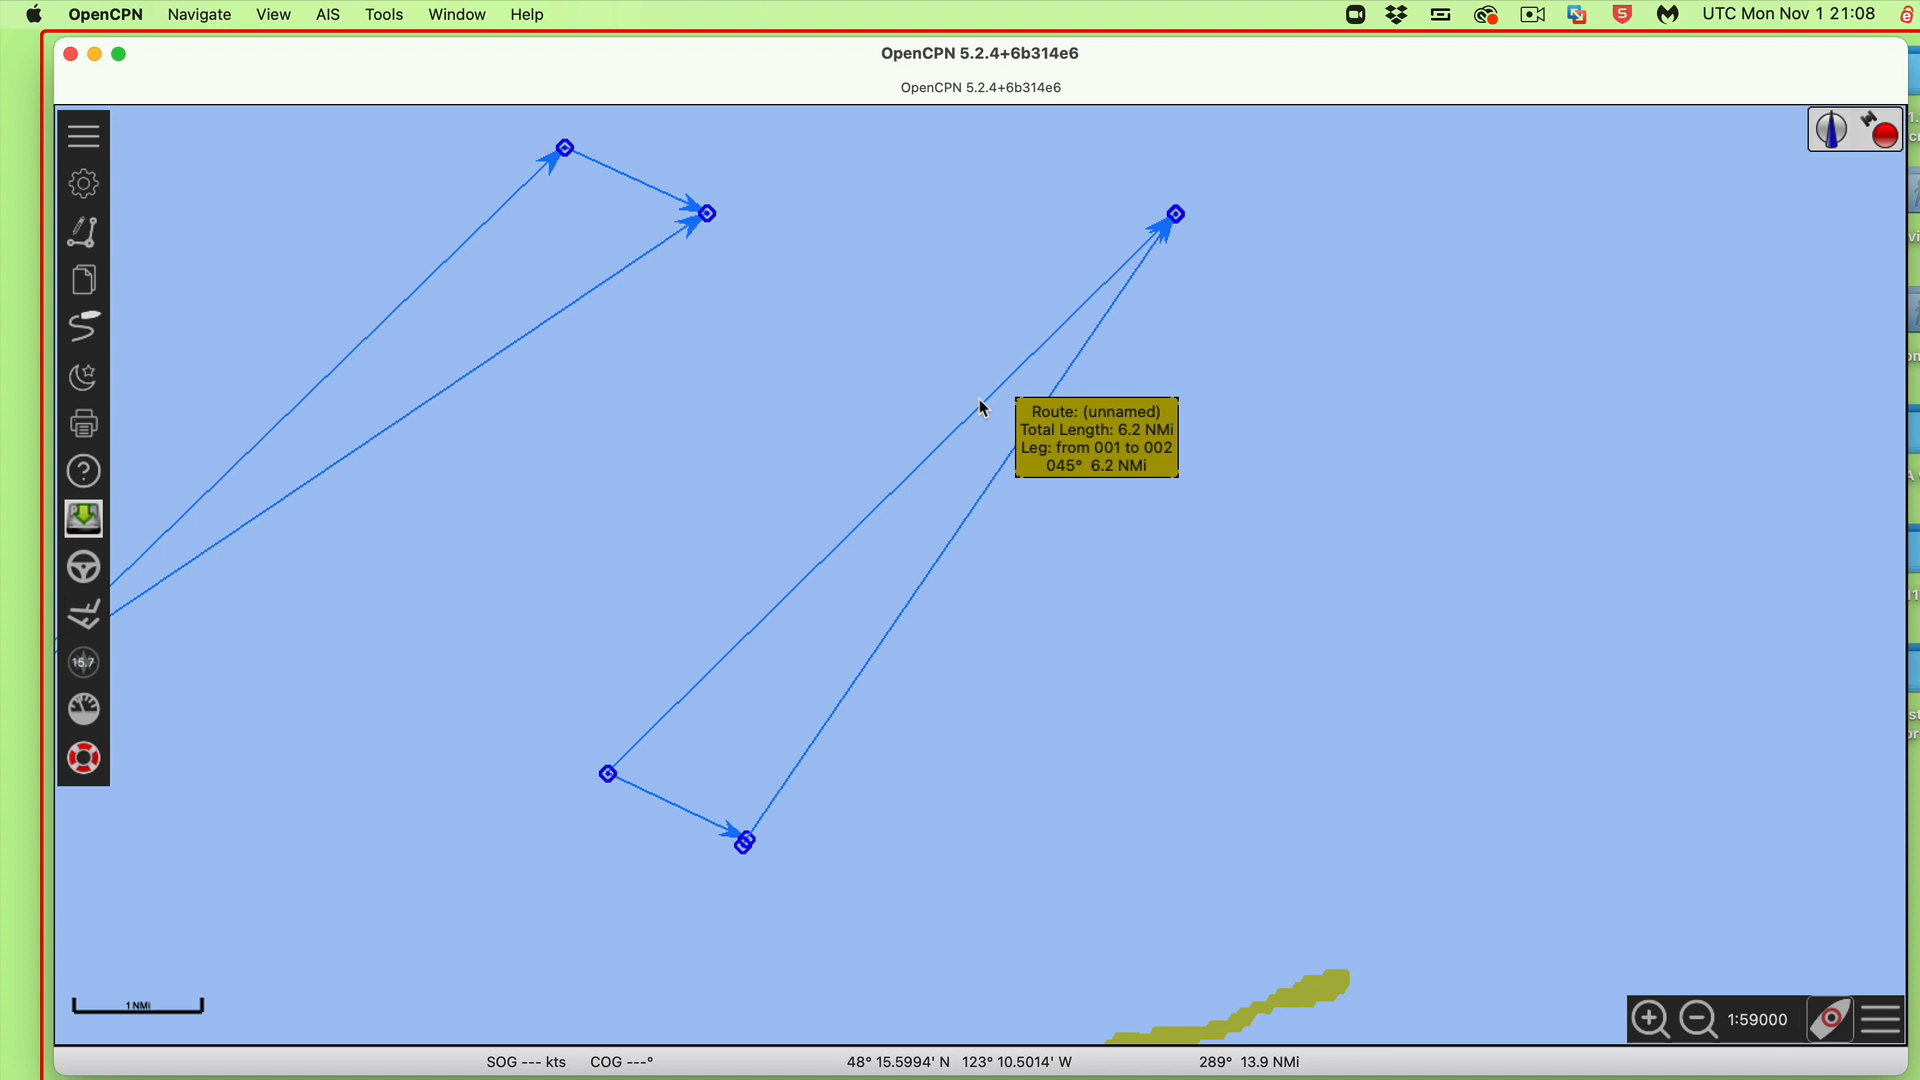 OpenCPN Navigate View AIS Tools Window Help UTC Mon Nov 1 21:08
OpenCPN 5.2.4+6b314e6
OpenCPN 5.2.4+6b314e6
Route: (unnamed)
Total Length: 6.2 NMi
Leg: from 001 to 002
045° 6.2 NMi
15.7
1 NMi
1:59000
SOG --- kts COG ---° 48° 15.5994' N 123° 10.5014' W 289° 13.9 NMi